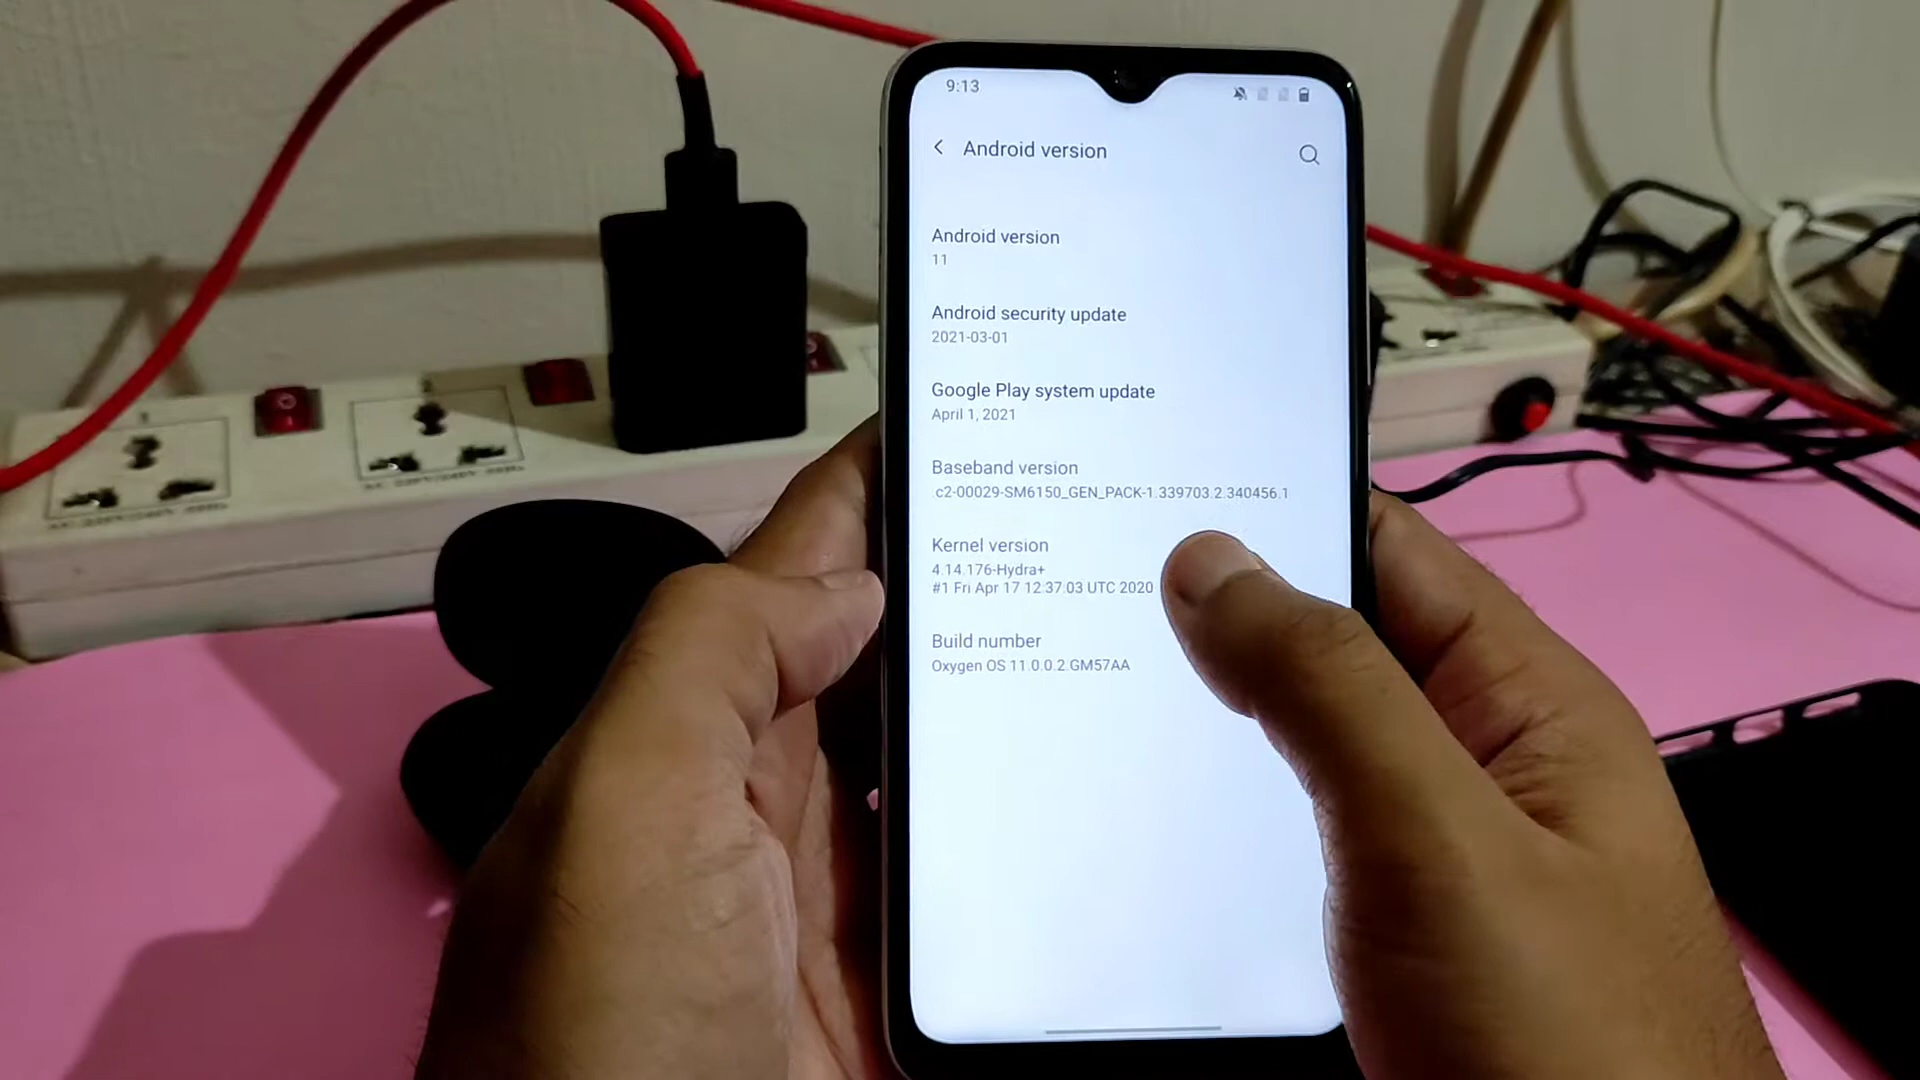 9:13
Android version
Android version
11
Android security update
2021-03-01
Google Play system update
April 1, 2021
Baseband version
.c2-00029-SM6150_GEN_PACK-1.339703.2.340456.1
Kernel version
4.14.176-Hydra+
#1 Fri Apr 17 12:37:03 UTC 2020
Build number
Oxygen OS 11.0.0.2.GM57AA